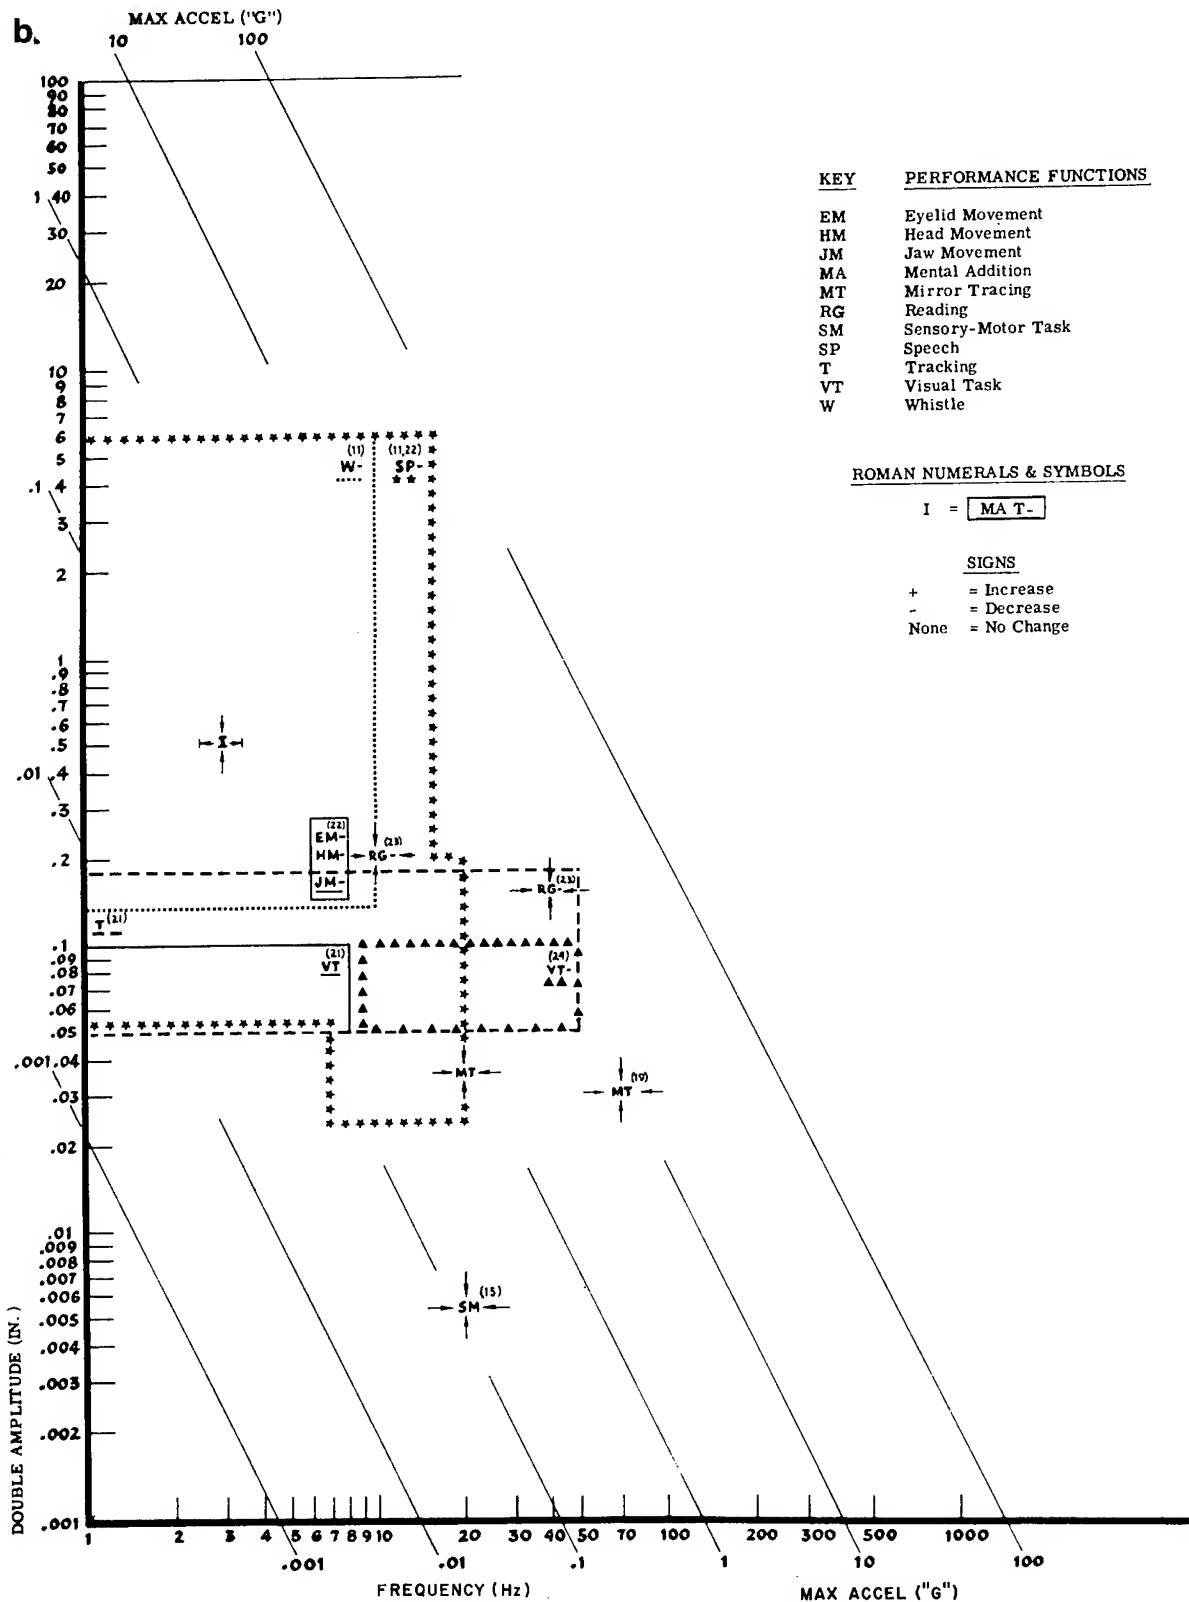 b.
MAX ACCEL ("G")
10 100
100
90
80
70
60
50
1 40
30
20
10
9
8
7
6
5
.1 4
3
2
1
.9
.8
.7
.6
.5
.01 .4
.3
.2
.1
.09
.08
.07
.06
.05
.001 .04
.03
.02
.01
.009
.008
.007
.006
.005
.004
.003
.002
.001
DOUBLE AMPLITUDE (IN.)
(11)
W-
(11,22)
SP-
I
(22)
EM-
HM-
JM-
RG- (23)
RG- (23)
T (21)
(21)
VT
(24)
VT-
MT
MT (19)
SM (15)
KEY PERFORMANCE FUNCTIONS
EM Eyelid Movement
HM Head Movement
JM Jaw Movement
MA Mental Addition
MT Mirror Tracing
RG Reading
SM Sensory-Motor Task
SP Speech
T Tracking
VT Visual Task
W Whistle
ROMAN NUMERALS & SYMBOLS
I = MA T-
SIGNS
+ = Increase
- = Decrease
None = No Change
1 2 3 4 5 6 7 8 9 10 20 30 40 50 70 100 200 300 500 1000
.001 .01 .1 1 10 100
FREQUENCY (Hz) MAX ACCEL ("G")